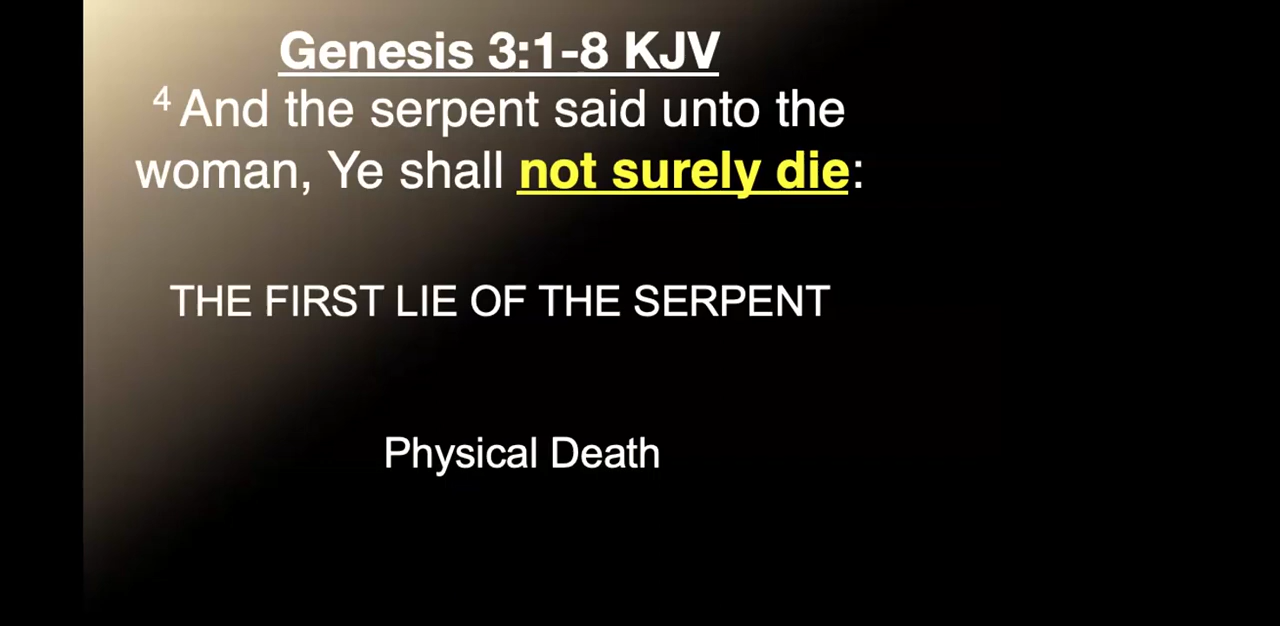 Genesis 3:1-8 KJV
4 And the serpent said unto the
woman, Ye shall not surely die:
THE FIRST LIE OF THE SERPENT
Physical Death